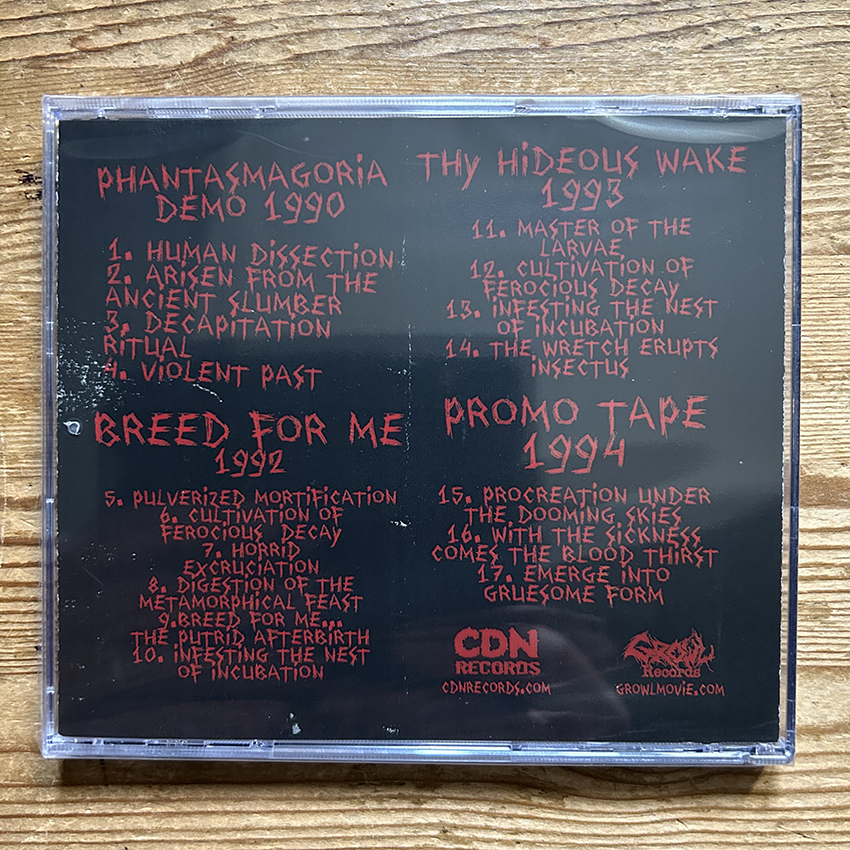 PHANTASMAGORIA
DEMO 1990
1. HUMAN DISSECTION
2. ARISEN FROM THE
ANCIENT SLUMBER
3. DECAPITATION
RITUAL
4. VIOLENT PAST
BREED FOR ME
1992
5. PULVERIZED MORTIFICATION
6. CULTIVATION OF
FEROCIOUS DECAY
7. HORRID
EXCRUCIATION
8. DIGESTION OF THE
METAMORPHICAL FEAST
9.BREED FOR ME...
THE PUTRID AFTERBIRTH
10. INFESTING THE NEST
OF INCUBATION
THY HIDEOUS WAKE
1993
11. MASTER OF THE
LARVAE
12. CULTIVATION OF
FEROCIOUS DECAY
13. INFESTING THE NEST
OF INCUBATION
14. THE WRETCH ERUPTS
INSECTUS
PROMO TAPE
1994
15. PROCREATION UNDER
THE DOOMING SKIES
16. WITH THE SICKNESS
COMES THE BLOOD THIRST
17. EMERGE INTO
GRUESOME FORM
CDN
RECORDS
CDNRECORDS.COM
GROWL
Records
GROWLMOVIE.COM